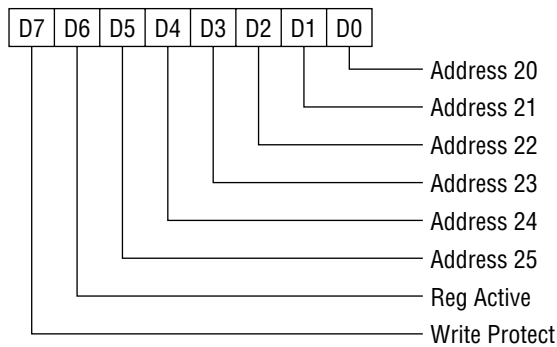 D7 D6 D5 D4 D3 D2 D1 D0
Address 20
Address 21
Address 22
Address 23
Address 24
Address 25
Reg Active
Write Protect